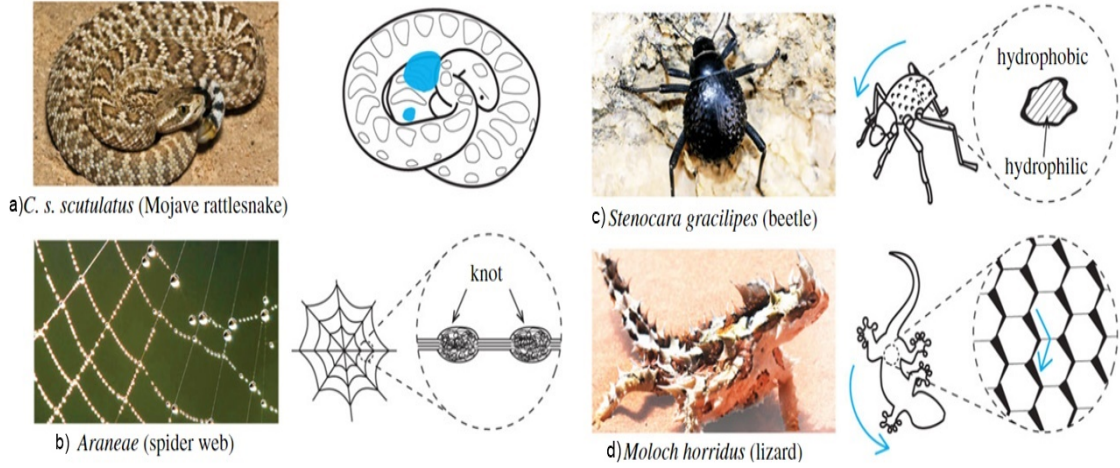 a)C. s. scutulatus (Mojave rattlesnake)
hydrophobic
hydrophilic
c) Stenocara gracilipes (beetle)
knot
b) Araneae (spider web)
d)Moloch horridus (lizard)